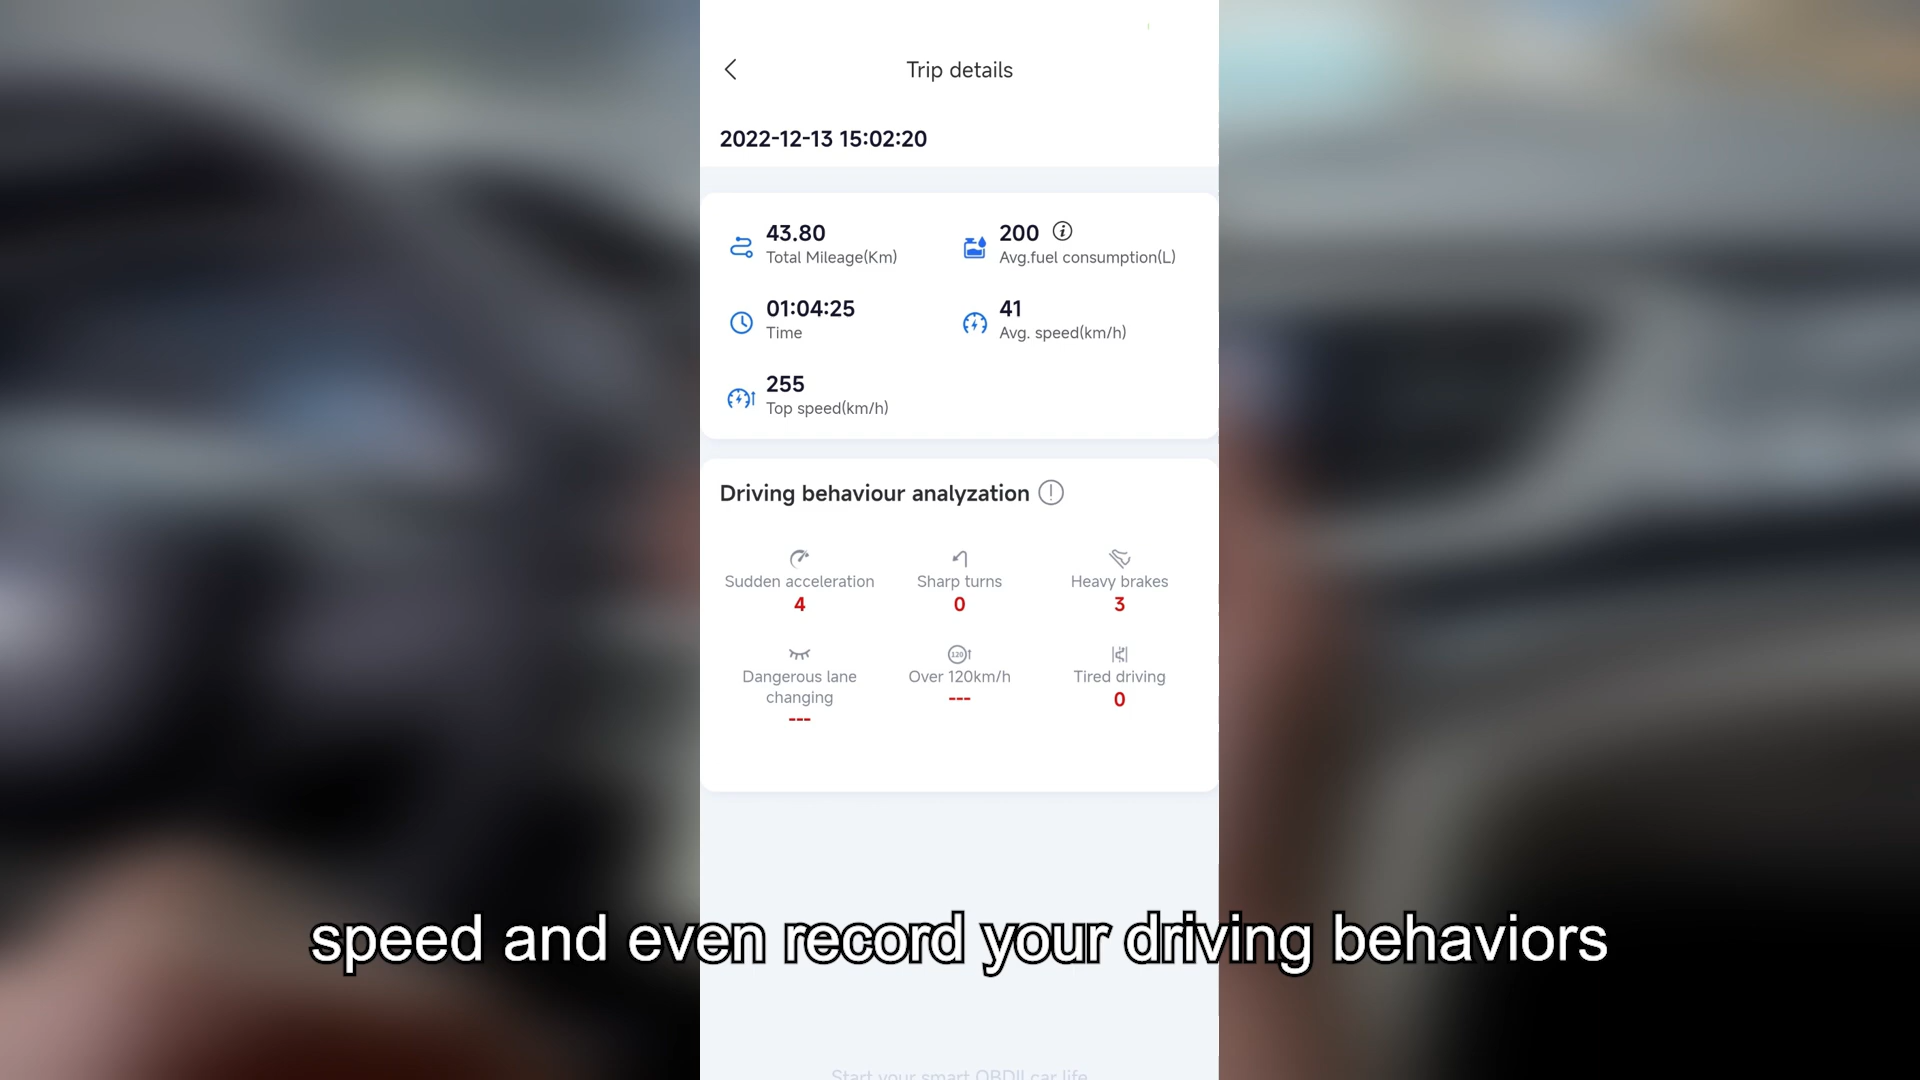 Trip details
2022-12-13 15:02:20
43.80
Total Mileage(Km)
200
Avg.fuel consumption(L)
01:04:25
Time
41
Avg. speed(km/h)
255
Top speed(km/h)
Driving behaviour analyzation
Sudden acceleration
4
Sharp turns
0
Heavy brakes
3
Dangerous lane
changing
---
120
Over 120km/h
---
Tired driving
0
speed and even record your driving behaviors
Start your smart OBDII car life